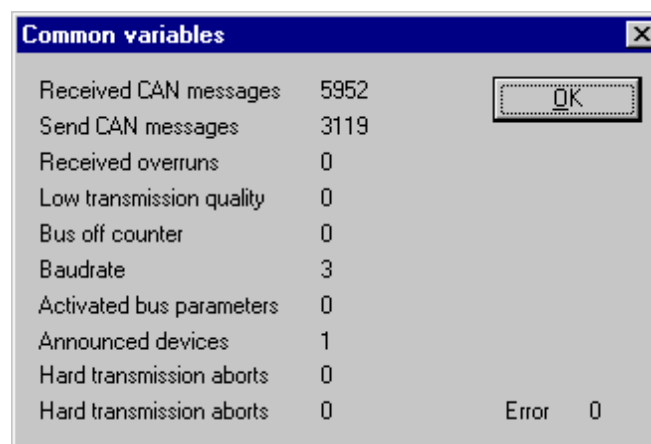 Common variables
Received CAN messages 5952 OK
Send CAN messages 3119
Received overruns 0
Low transmission quality 0
Bus off counter 0
Baudrate 3
Activated bus parameters 0
Announced devices 1
Hard transmission aborts 0
Hard transmission aborts 0 Error 0